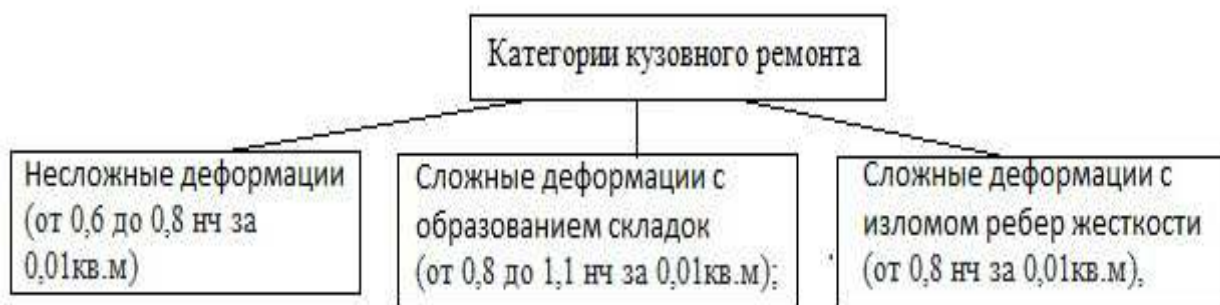 Категории кузовного ремонта
Несложные деформации
(от 0,6 до 0,8 нч за
0,01кв.м)
Сложные деформации с
образованием складок
(от 0,8 до 1,1 нч за 0,01кв.м);
Сложные деформации с
изломом ребер жесткости
(от 0,8 нч за 0,01кв.м),